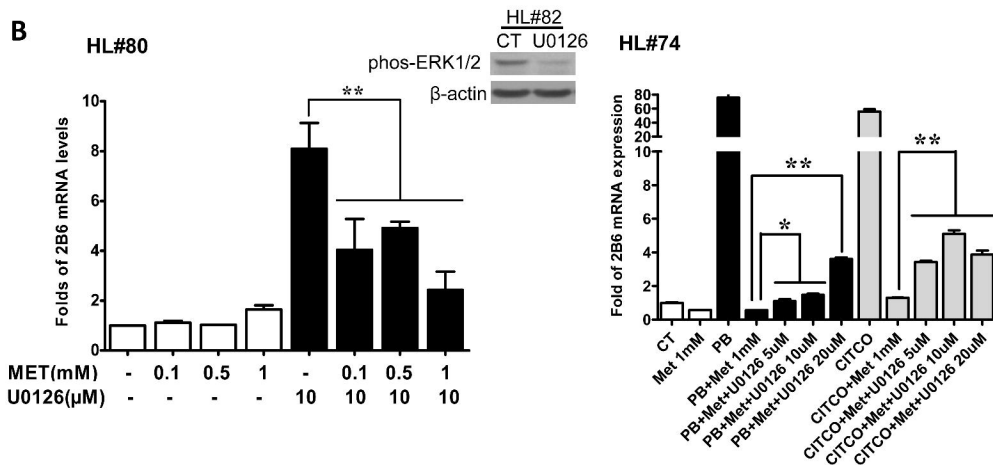 B
HL#80
HL#82
CT U0126
phos-ERK1/2
β-actin
**
Folds of 2B6 mRNA levels
10
8
6
4
2
0
MET(mM) - 0.1 0.5 1 - 0.1 0.5 1
U0126(µM) - - - - 10 10 10 10
HL#74
Fold of 2B6 mRNA expression
80
60
40
20
10
8
6
4
2
0
*
**
**
CT
Met 1mM
PB
PB+Met 1mM
PB+Met+U0126 5uM
PB+Met+U0126 10uM
PB+Met+U0126 20uM
CITCO
CITCO+Met 1mM
CITCO+Met+U0126 5uM
CITCO+Met+U0126 10uM
CITCO+Met+U0126 20uM